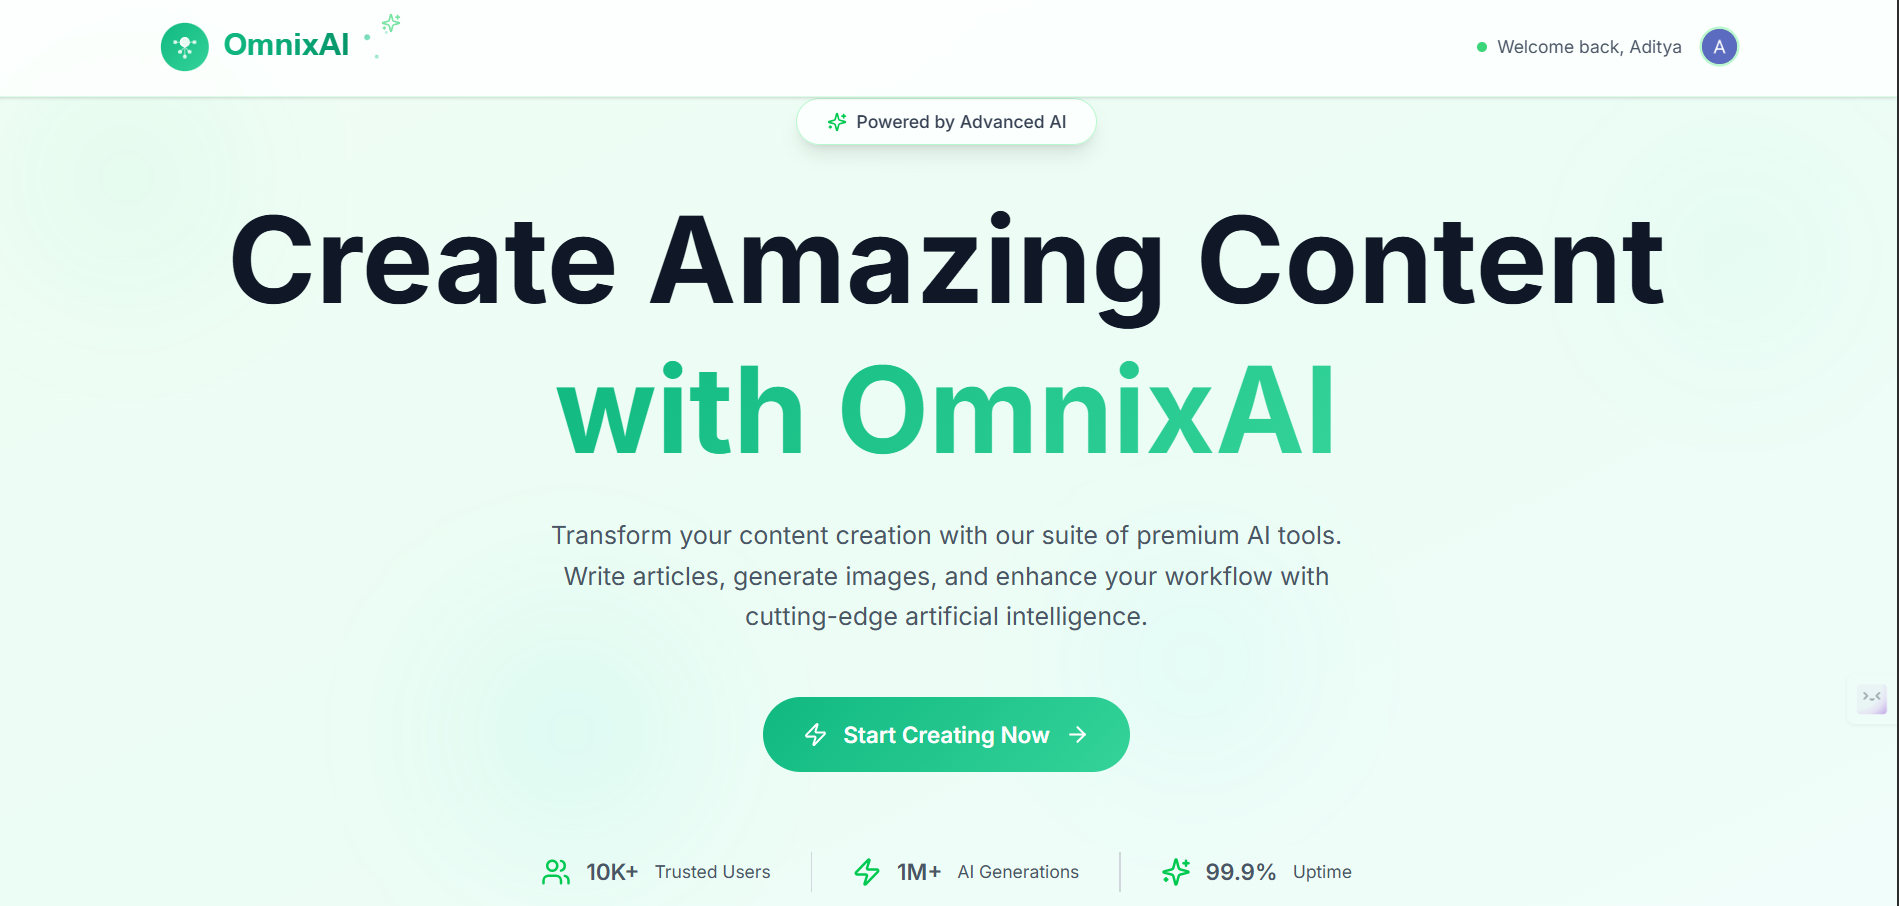 OmnixAI
Welcome back, Aditya
A
Powered by Advanced AI
Create Amazing Content
with OmnixAI
Transform your content creation with our suite of premium AI tools.
Write articles, generate images, and enhance your workflow with
cutting-edge artificial intelligence.
Start Creating Now
10K+ Trusted Users
1M+ AI Generations
99.9% Uptime